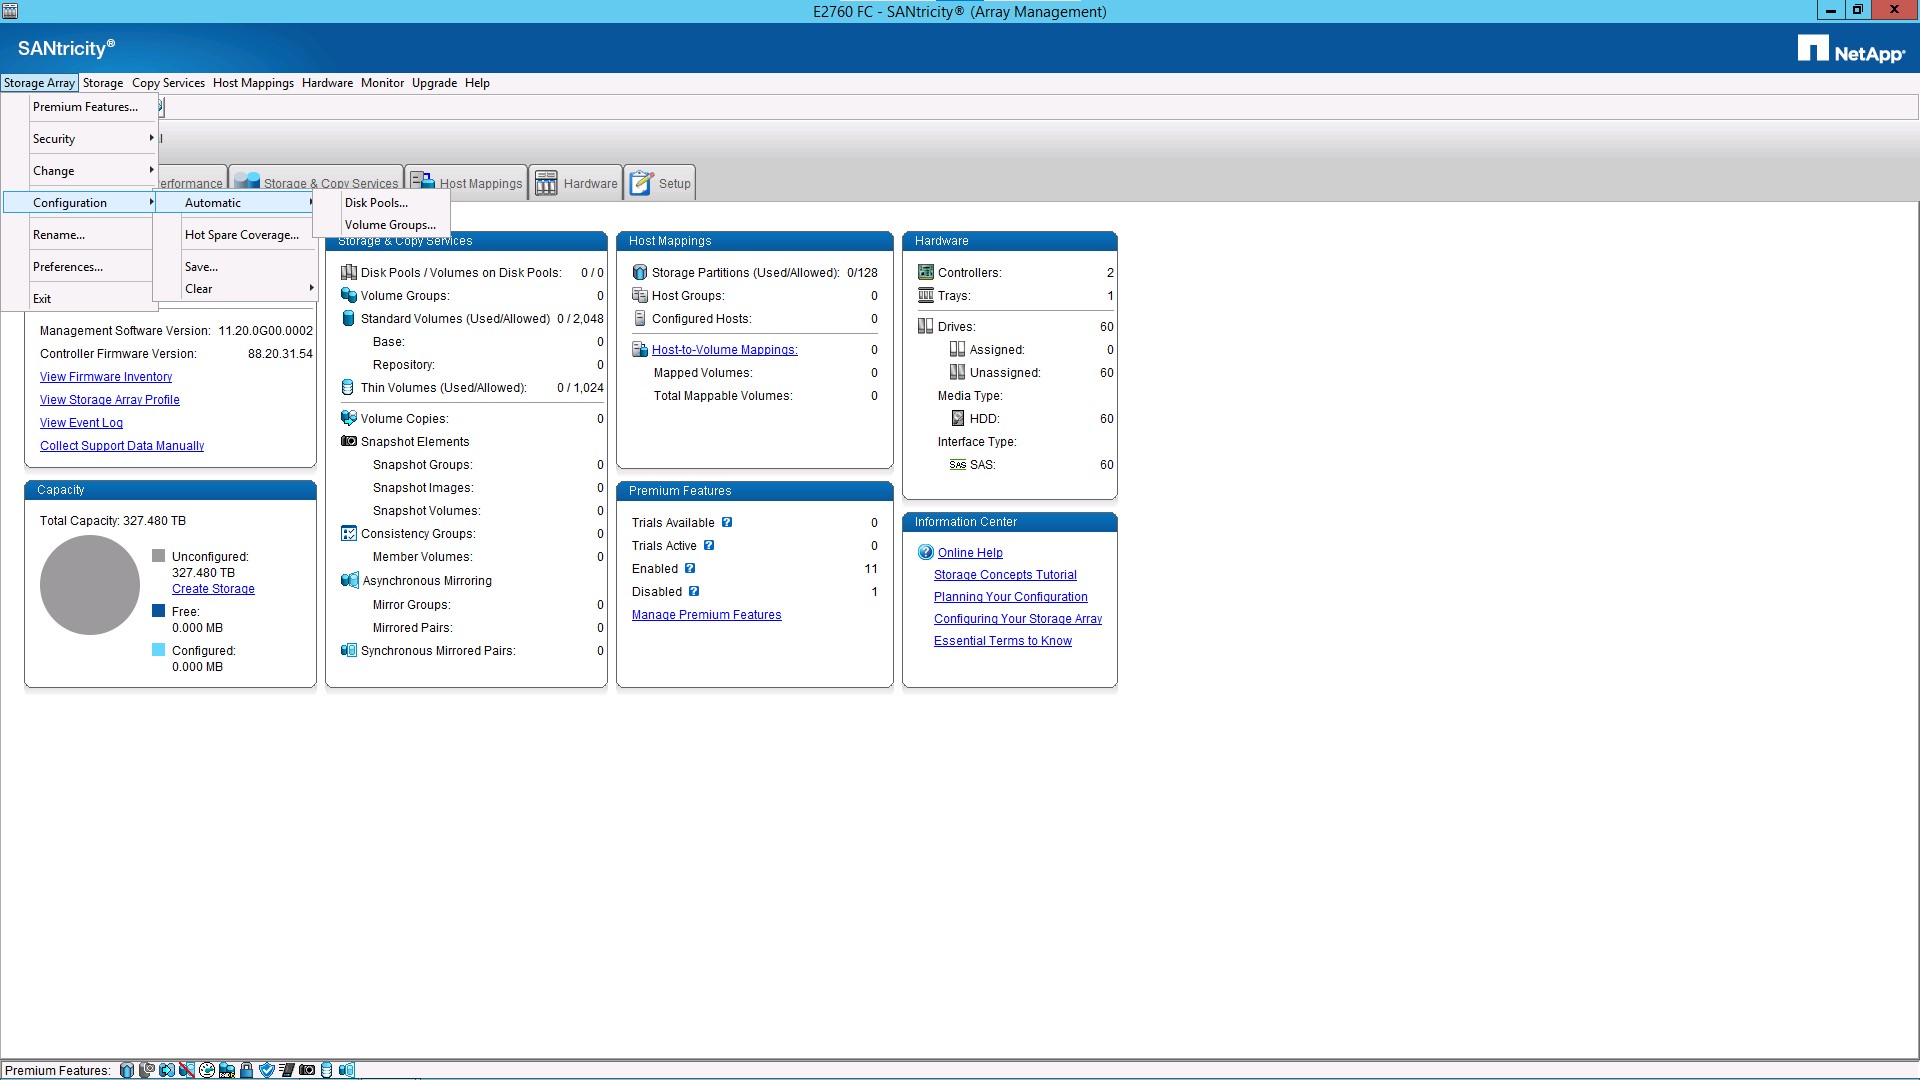 E2760 FC - SANtricity® (Array Management)
SANtricity®
NetApp®
Storage Array Storage Copy Services Host Mappings Hardware Monitor Upgrade Help
Premium Features...
Security
Change
Configuration
Rename...
Preferences...
Exit
Automatic
Hot Spare Coverage...
Save...
Clear
Disk Pools...
Volume Groups...
erformance
Storage & Copy Services
Host Mappings
Hardware
Setup
Management Software Version: 11.20.0G00.0002
Controller Firmware Version: 88.20.31.54
View Firmware Inventory
View Storage Array Profile
View Event Log
Collect Support Data Manually
Capacity
Total Capacity: 327.480 TB
Unconfigured:
327.480 TB
Create Storage
Free:
0.000 MB
Configured:
0.000 MB
Storage & Copy Services
Disk Pools / Volumes on Disk Pools: 0 / 0
Volume Groups: 0
Standard Volumes (Used/Allowed) 0 / 2,048
Base: 0
Repository: 0
Thin Volumes (Used/Allowed): 0 / 1,024
Volume Copies: 0
Snapshot Elements
Snapshot Groups: 0
Snapshot Images: 0
Snapshot Volumes: 0
Consistency Groups: 0
Member Volumes: 0
Asynchronous Mirroring
Mirror Groups: 0
Mirrored Pairs: 0
Synchronous Mirrored Pairs: 0
Host Mappings
Storage Partitions (Used/Allowed): 0/128
Host Groups: 0
Configured Hosts: 0
Host-to-Volume Mappings: 0
Mapped Volumes: 0
Total Mappable Volumes: 0
Premium Features
Trials Available ? 0
Trials Active ? 0
Enabled ? 11
Disabled ? 1
Manage Premium Features
Hardware
Controllers: 2
Trays: 1
Drives: 60
Assigned: 0
Unassigned: 60
Media Type:
HDD: 60
Interface Type:
SAS SAS: 60
Information Center
? Online Help
Storage Concepts Tutorial
Planning Your Configuration
Configuring Your Storage Array
Essential Terms to Know
Premium Features: